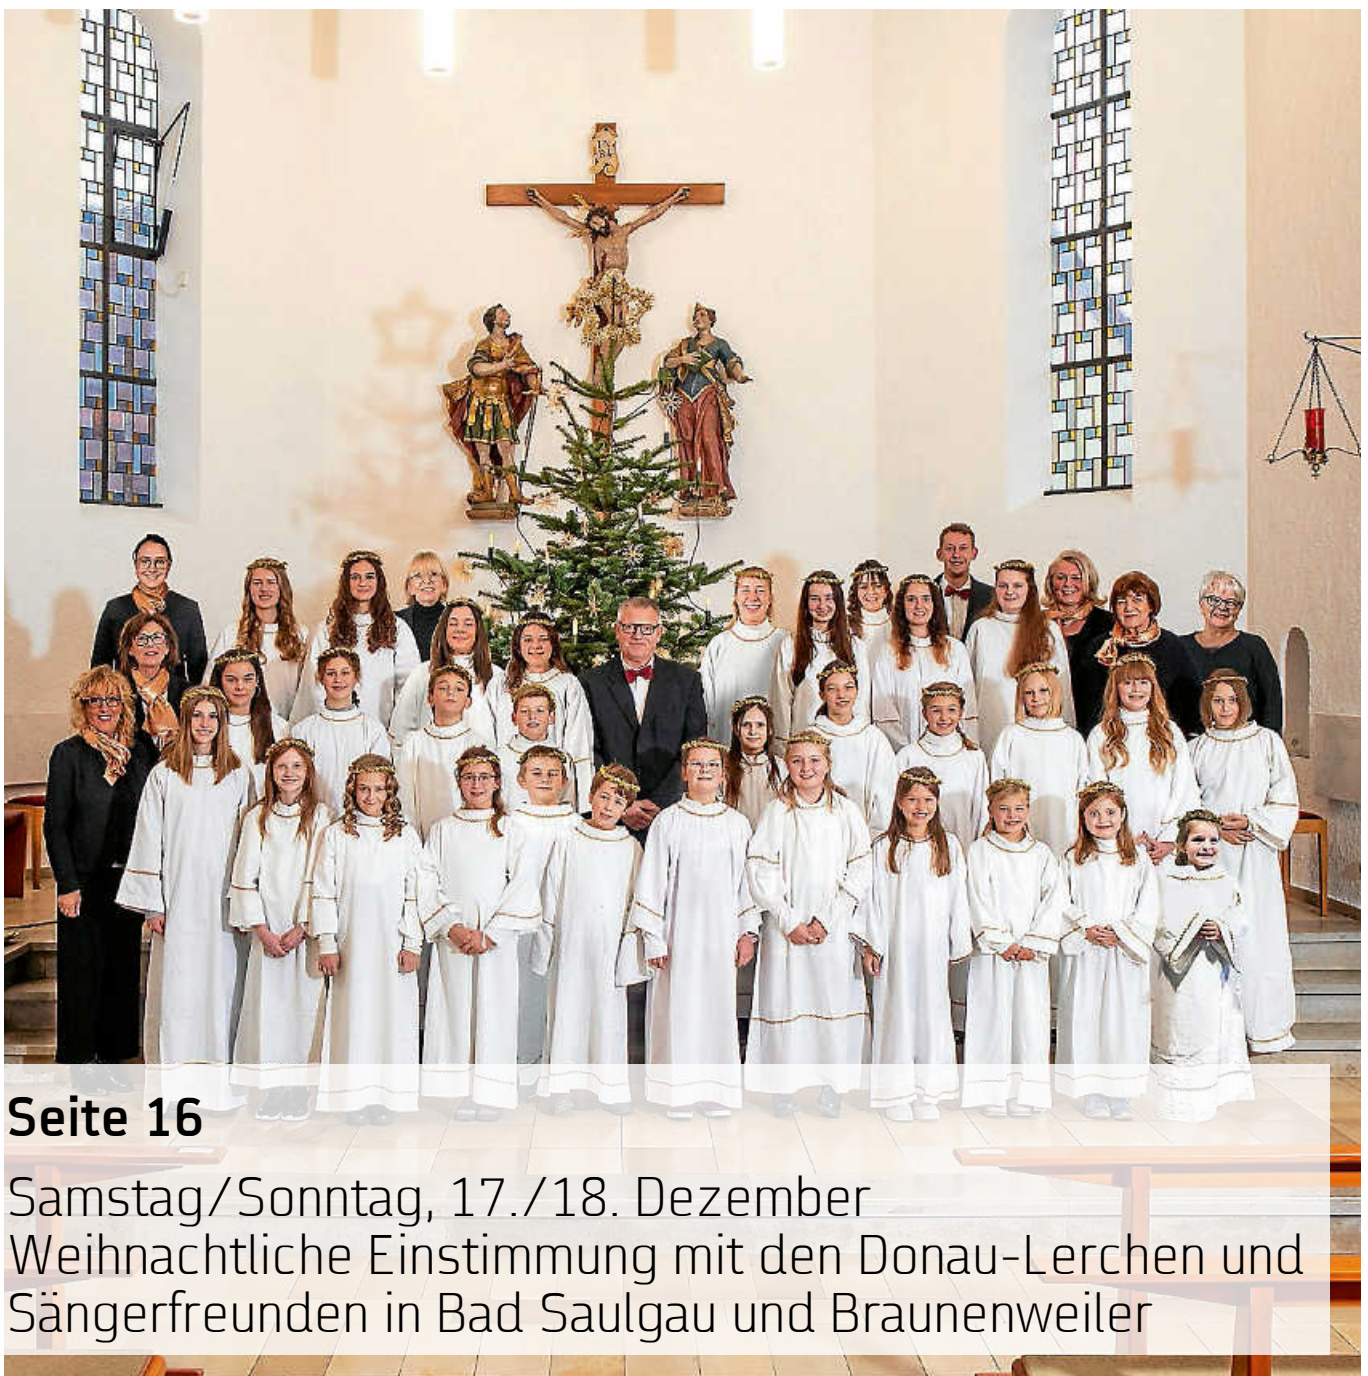 Seite 16
Samstag/Sonntag, 17./18. Dezember
Weihnachtliche Einstimmung mit den Donau-Lerchen und
Sängerfreunden in Bad Saulgau und Braunenweiler